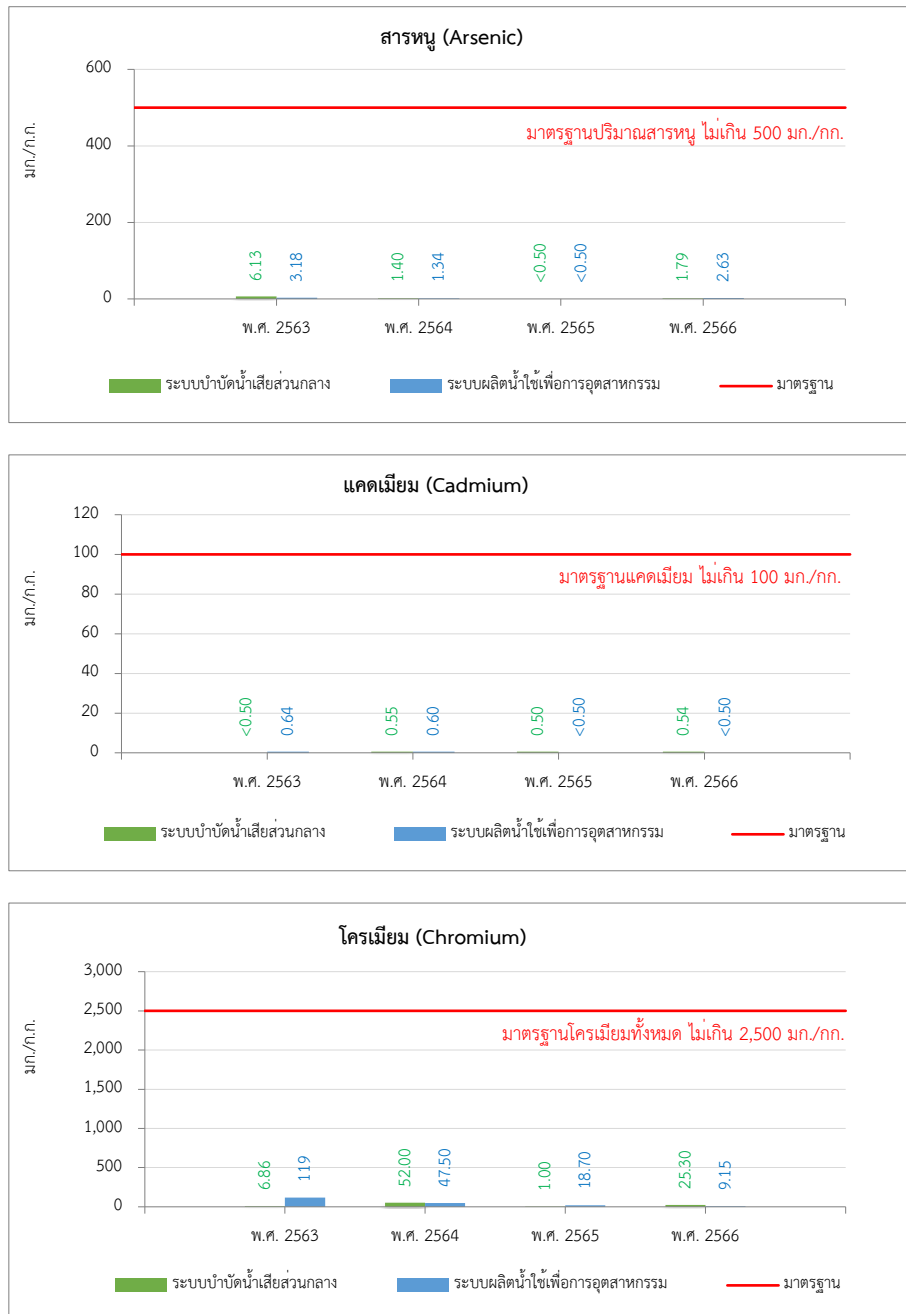 สารหนู (Arsenic)
600
400
200
0
มก./ก.ก.
มาตรฐานปริมาณสารหนู ไม่เกิน 500 มก./กก.
6.13 3.18 1.40 1.34 <0.50 <0.50 1.79 2.63
พ.ศ. 2563 พ.ศ. 2564 พ.ศ. 2565 พ.ศ. 2566
ระบบบำบัดน้ำเสียส่วนกลาง ระบบผลิตน้ำใช้เพื่อการอุตสาหกรรม มาตรฐาน
แคดเมียม (Cadmium)
120
100
80
60
40
20
0
มก./ก.ก.
มาตรฐานแคดเมียม ไม่เกิน 100 มก./กก.
<0.50 0.64 0.55 0.60 0.50 <0.50 0.54 <0.50
พ.ศ. 2563 พ.ศ. 2564 พ.ศ. 2565 พ.ศ. 2566
ระบบบำบัดน้ำเสียส่วนกลาง ระบบผลิตน้ำใช้เพื่อการอุตสาหกรรม มาตรฐาน
โครเมียม (Chromium)
3,000
2,500
2,000
1,500
1,000
500
0
มก./ก.ก.
มาตรฐานโครเมียมทั้งหมด ไม่เกิน 2,500 มก./กก.
6.86 119 52.00 47.50 1.00 18.70 25.30 9.15
พ.ศ. 2563 พ.ศ. 2564 พ.ศ. 2565 พ.ศ. 2566
ระบบบำบัดน้ำเสียส่วนกลาง ระบบผลิตน้ำใช้เพื่อการอุตสาหกรรม มาตรฐาน